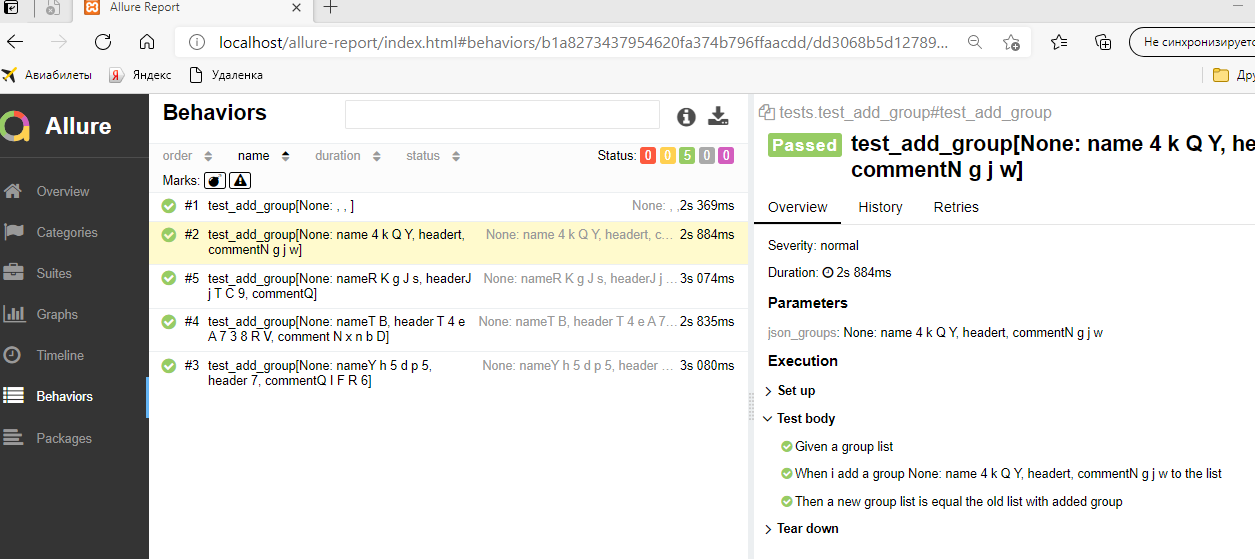 Allure Report
localhost/allure-report/index.html#behaviors/b1a8273437954620fa374b796ffaacdd/dd3068b5d12789...
Не синхронизируетс
Авиабилеты
Яндекс
Удаленка
Дру
Allure
Overview
Categories
Suites
Graphs
Timeline
Behaviors
Packages
Behaviors
order name duration status
Status: 0 0 5 0 0
Marks:
#1 test_add_group[None: , , ] None: , , 2s 369ms
#2 test_add_group[None: name 4 k Q Y, headert, None: name 4 k Q Y, headert, c... 2s 884ms
commentN g j w]
#5 test_add_group[None: nameR K g J s, headerJ None: nameR K g J s, headerJ j ... 3s 074ms
j T C 9, commentQ]
#4 test_add_group[None: nameT B, header T 4 e None: nameT B, header T 4 e A 7... 2s 835ms
A 7 3 8 R V, comment N x n b D]
#3 test_add_group[None: nameY h 5 d p 5, None: nameY h 5 d p 5, header ... 3s 080ms
header 7, commentQ I F R 6]
tests.test_add_group#test_add_group
Passed test_add_group[None: name 4 k Q Y, he
commentN g j w]
Overview History Retries
Severity: normal
Duration: 2s 884ms
Parameters
json_groups: None: name 4 k Q Y, headert, commentN g j w
Execution
Set up
Test body
Given a group list
When i add a group None: name 4 k Q Y, headert, commentN g j w to the list
Then a new group list is equal the old list with added group
Tear down